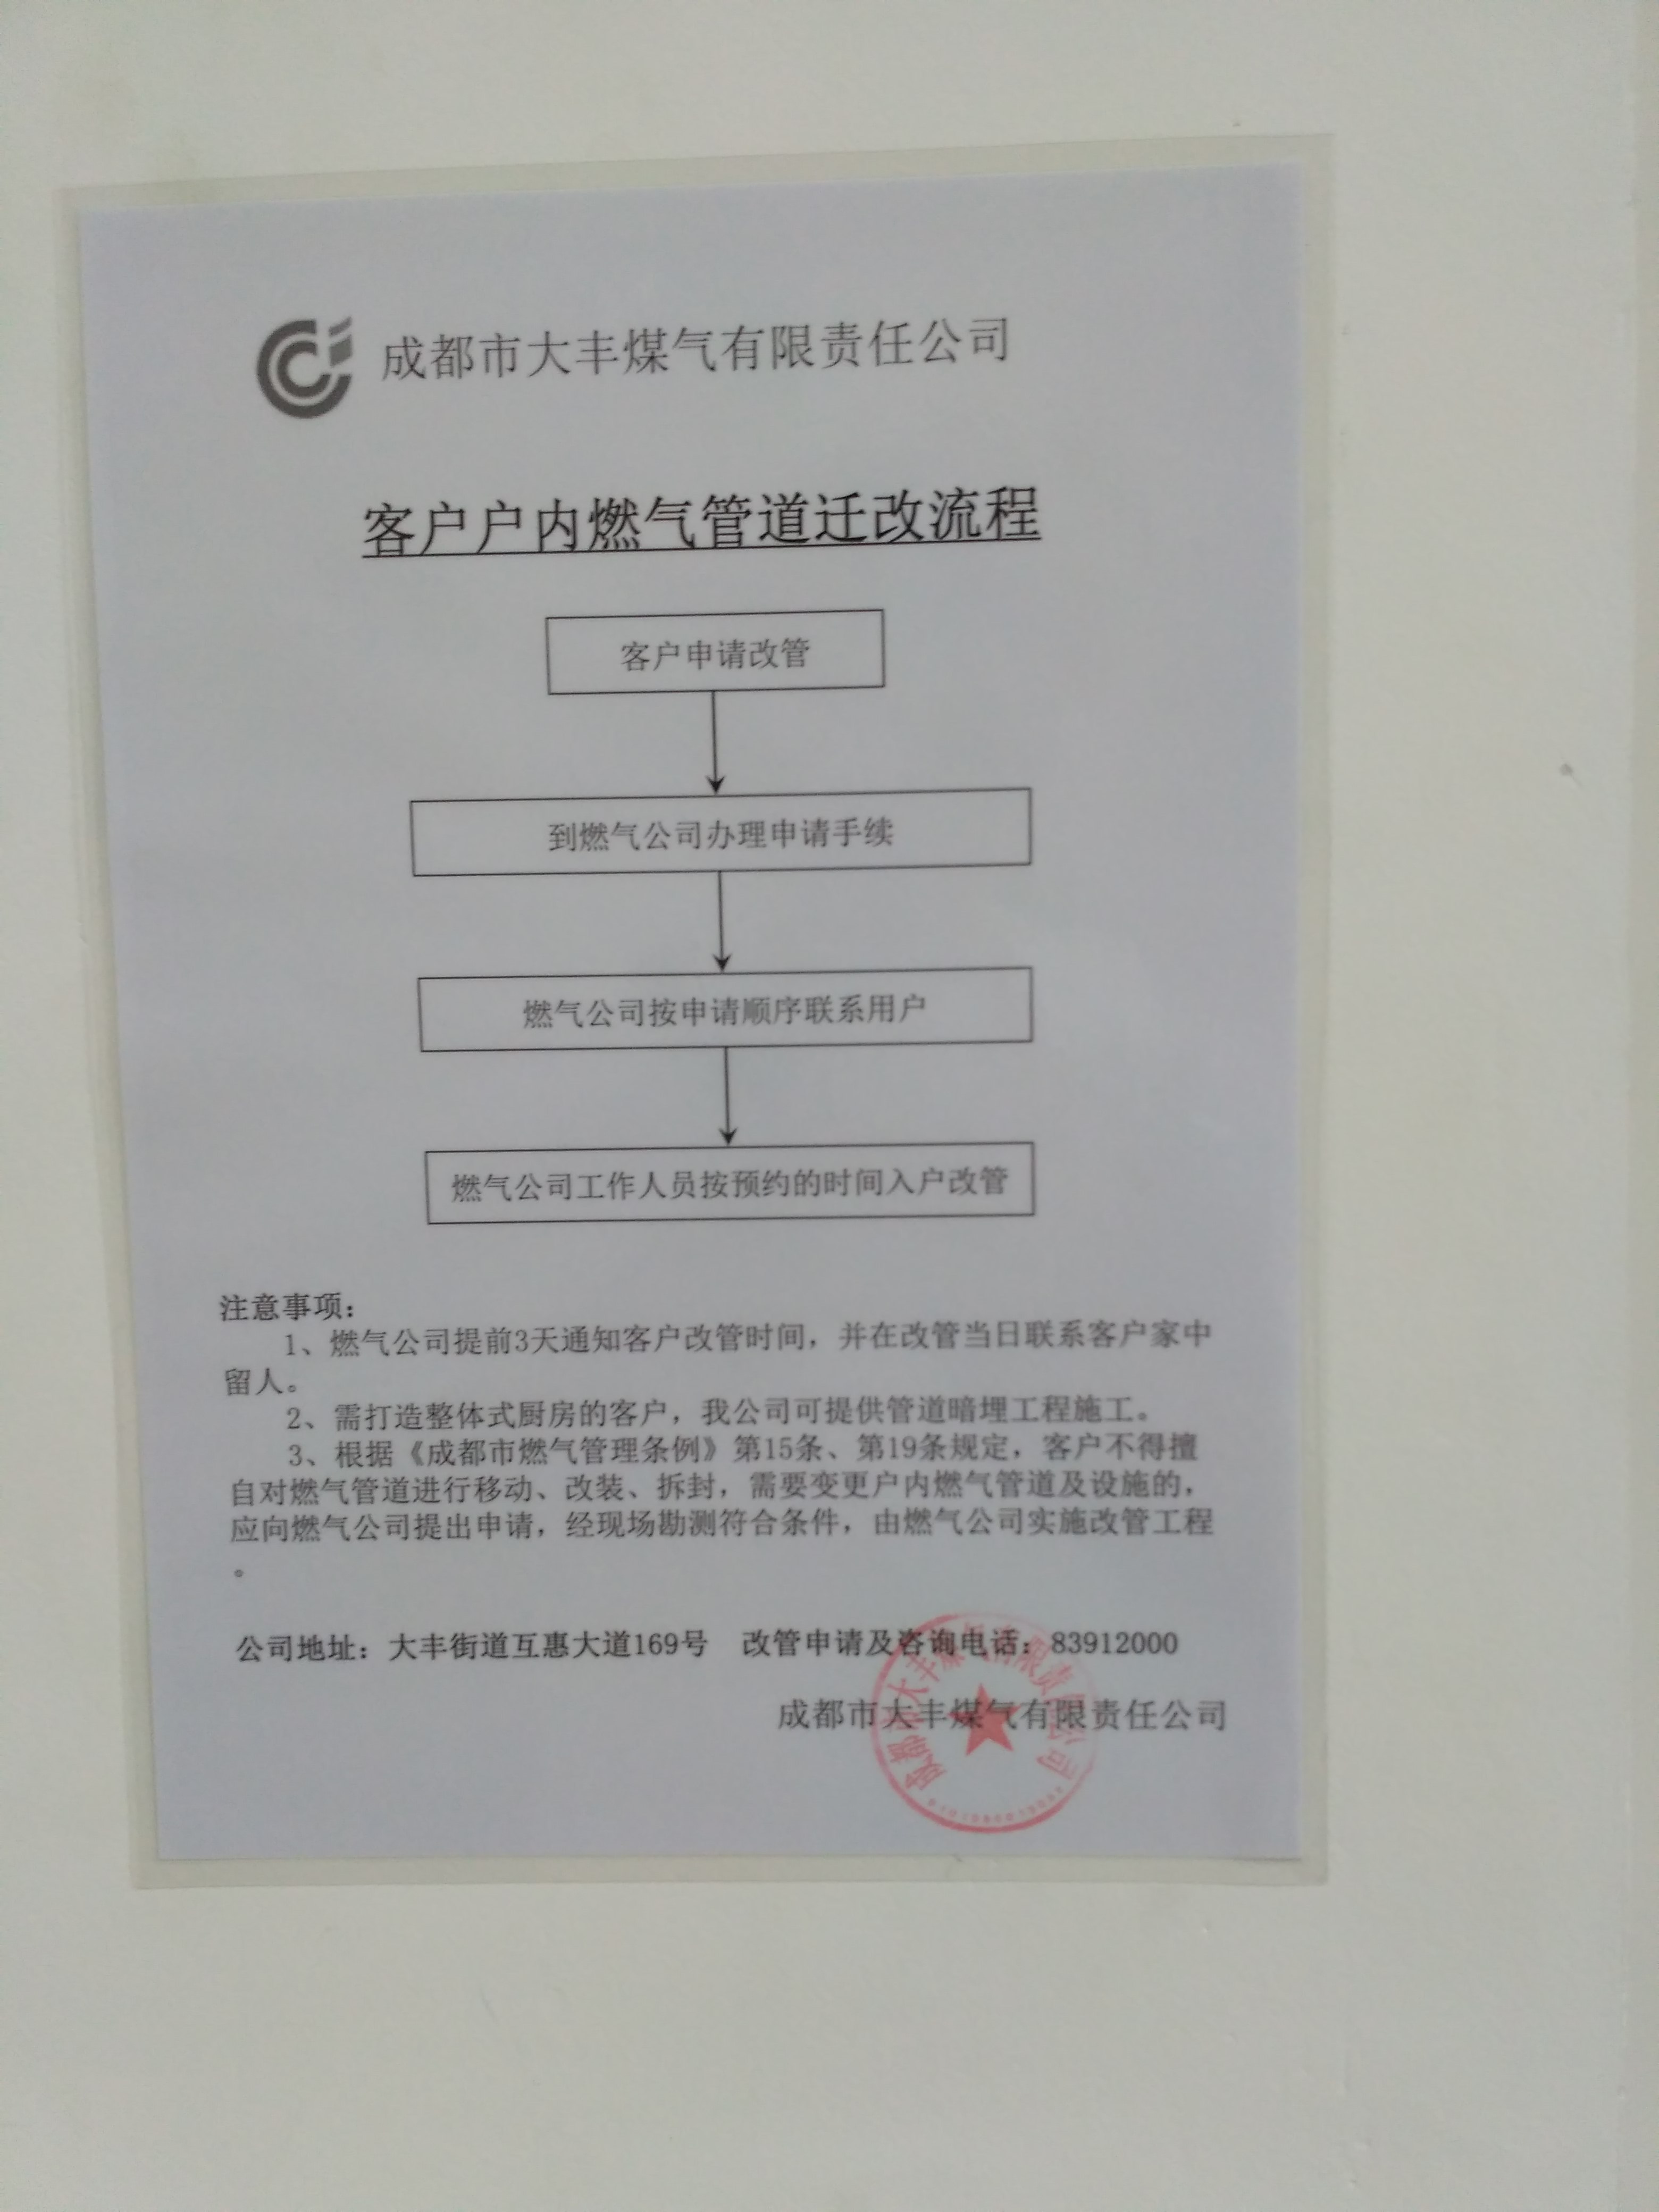 成都市大丰煤气有限责任公司
客户户内燃气管道迁改流程
客户申请改管
到燃气公司办理申请手续
燃气公司按申请顺序联系用户
燃气公司工作人员按预约的时间入户改管
注意事项：
1、燃气公司提前3天通知客户改管时间，并在改管当日联系客户家中
留人。
2、需打造整体式厨房的客户，我公司可提供管道暗埋工程施工。
3、根据《成都市燃气管理条例》第15条、第19条规定，客户不得擅
自对燃气管道进行移动、改装、拆封，需要变更户内燃气管道及设施的，
应向燃气公司提出申请，经现场勘测符合条件，由燃气公司实施改管工程
。
公司地址：大丰街道互惠大道169号 改管申请及咨询电话：83912000
成都市大丰煤气有限责任公司
成都市大丰煤气有限责任公司